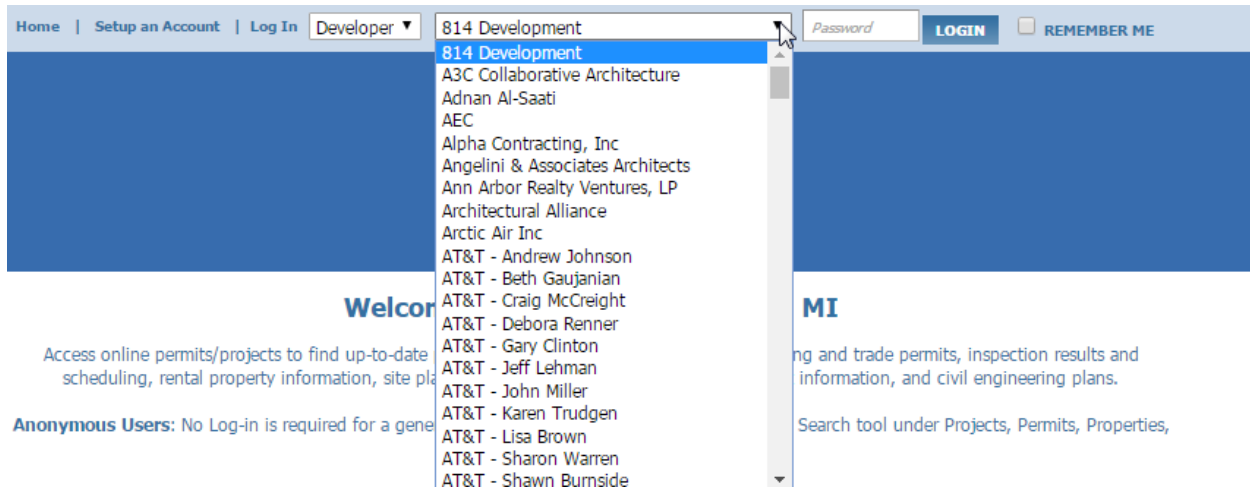 Home | Setup an Account | Log In Developer 814 Development Password LOGIN REMEMBER ME
814 Development
A3C Collaborative Architecture
Adnan Al-Saati
AEC
Alpha Contracting, Inc
Angelini & Associates Architects
Ann Arbor Realty Ventures, LP
Architectural Alliance
Arctic Air Inc
AT&T - Andrew Johnson
AT&T - Beth Gaujanian
AT&T - Craig McCreight
AT&T - Debora Renner
AT&T - Gary Clinton
AT&T - Jeff Lehman
AT&T - John Miller
AT&T - Karen Trudgen
AT&T - Lisa Brown
AT&T - Sharon Warren
AT&T - Shawn Burnside
MI
Access online permits/projects to find up-to-date and trade permits, inspection results and
scheduling, rental property information, site information, and civil engineering plans.
Anonymous Users: No Log-in is required for a Search tool under Projects, Permits, Properties,